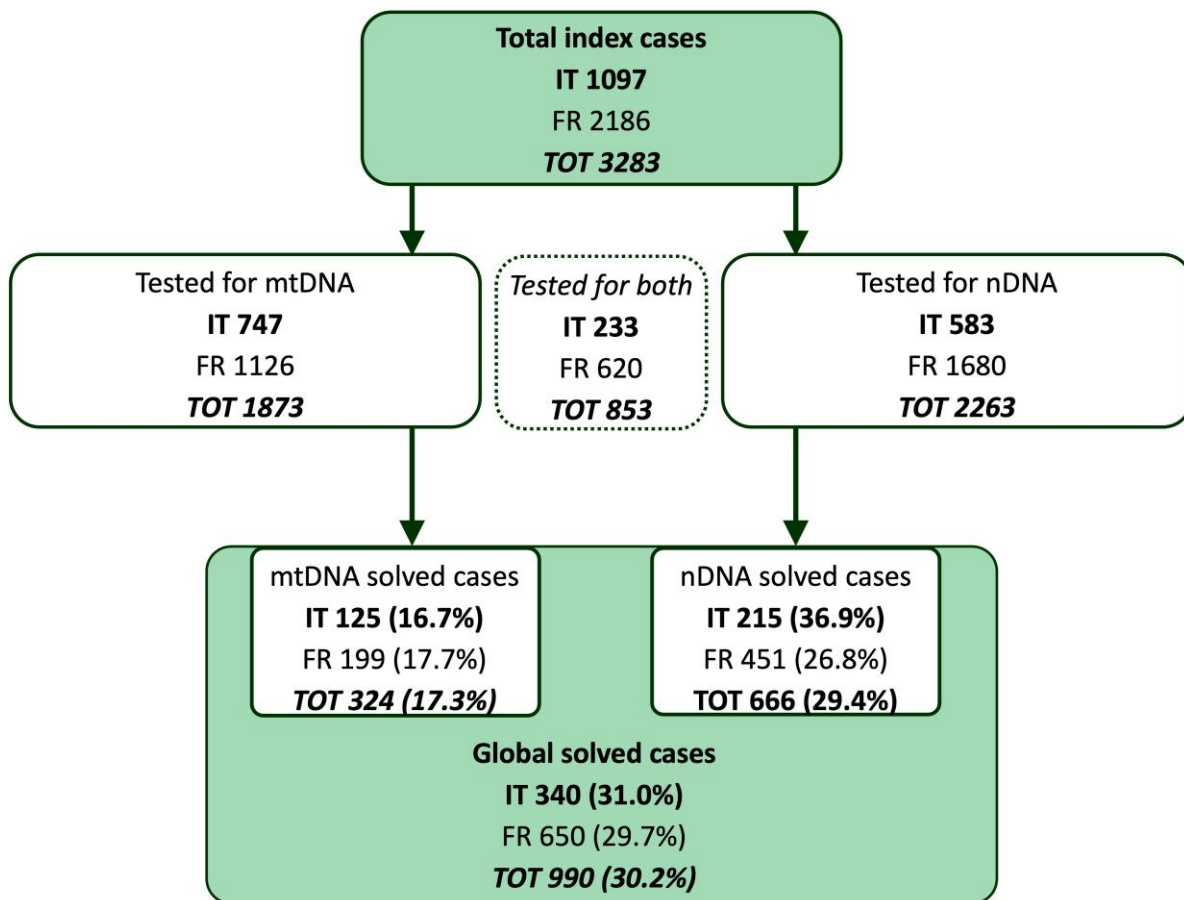 Total index cases
IT 1097
FR 2186
TOT 3283
Tested for mtDNA
IT 747
FR 1126
TOT 1873
Tested for both
IT 233
FR 620
TOT 853
Tested for nDNA
IT 583
FR 1680
TOT 2263
mtDNA solved cases
IT 125 (16.7%)
FR 199 (17.7%)
TOT 324 (17.3%)
nDNA solved cases
IT 215 (36.9%)
FR 451 (26.8%)
TOT 666 (29.4%)
Global solved cases
IT 340 (31.0%)
FR 650 (29.7%)
TOT 990 (30.2%)